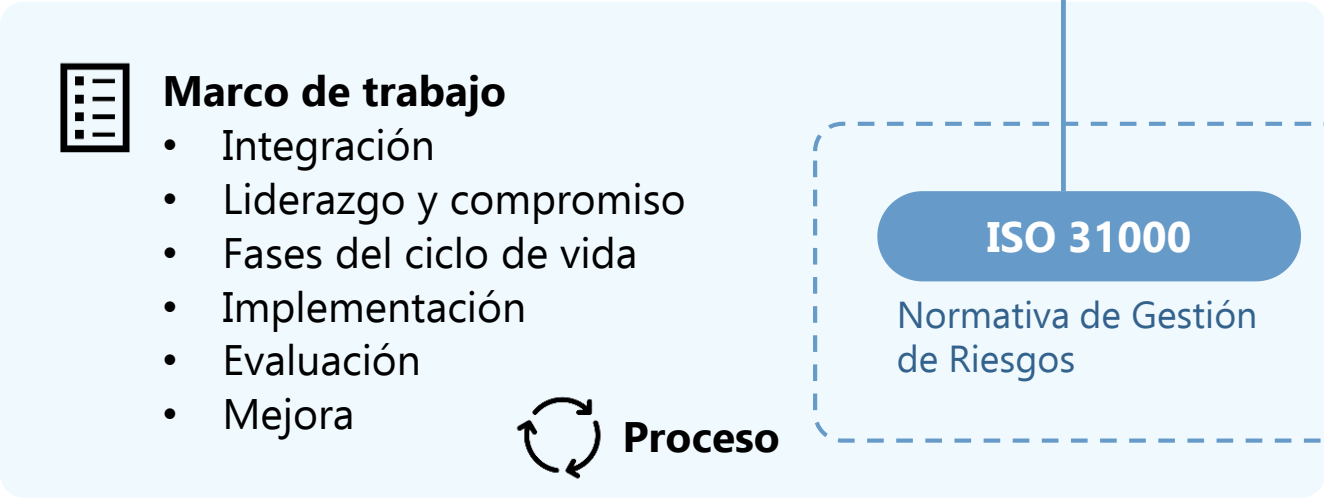 Marco de trabajo
• Integración
• Liderazgo y compromiso
• Fases del ciclo de vida
• Implementación
• Evaluación
• Mejora
Proceso
ISO 31000
Normativa de Gestión
de Riesgos